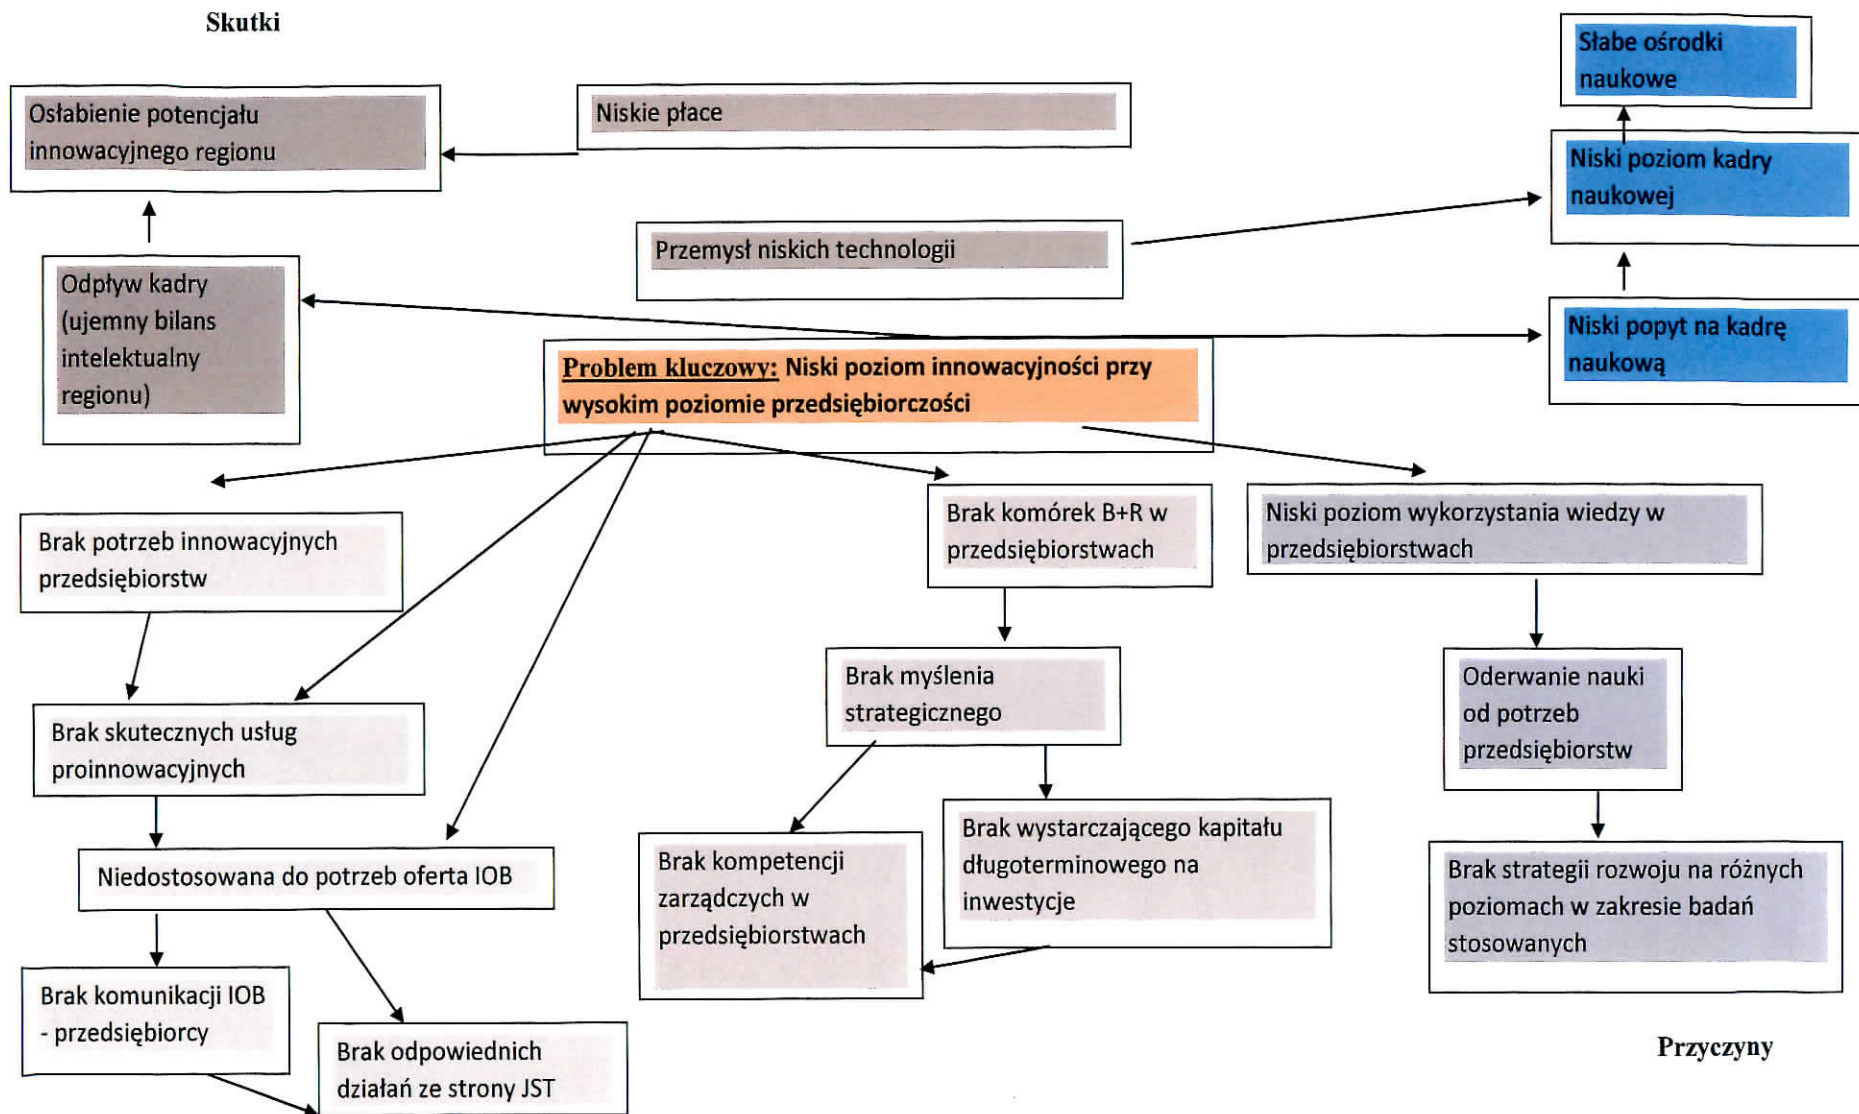 Skutki
Słabe ośrodki
naukowe
Osłabienie potencjału
innowacyjnego regionu
Niskie płace
Niski poziom kadry
naukowej
Przemysł niskich technologii
Odpływ kadry
(ujemny bilans
intelektualny
regionu)
Niski popyt na kadrę
naukową
Problem kluczowy: Niski poziom innowacyjności przy
wysokim poziomie przedsiębiorczości
Brak potrzeb innowacyjnych
przedsiębiorstw
Brak komórek B+R w
przedsiębiorstwach
Niski poziom wykorzystania wiedzy w
przedsiębiorstwach
Brak skutecznych usług
proinnowacyjnych
Brak myślenia
strategicznego
Oderwanie nauki
od potrzeb
przedsiębiorstw
Niedostosowana do potrzeb oferta IOB
Brak kompetencji
zarządczych w
przedsiębiorstwach
Brak wystarczającego kapitału
długoterminowego na
inwestycje
Brak strategii rozwoju na różnych
poziomach w zakresie badań
stosowanych
Brak komunikacji IOB
- przedsiębiorcy
Brak odpowiednich
działań ze strony JST
Przyczyny